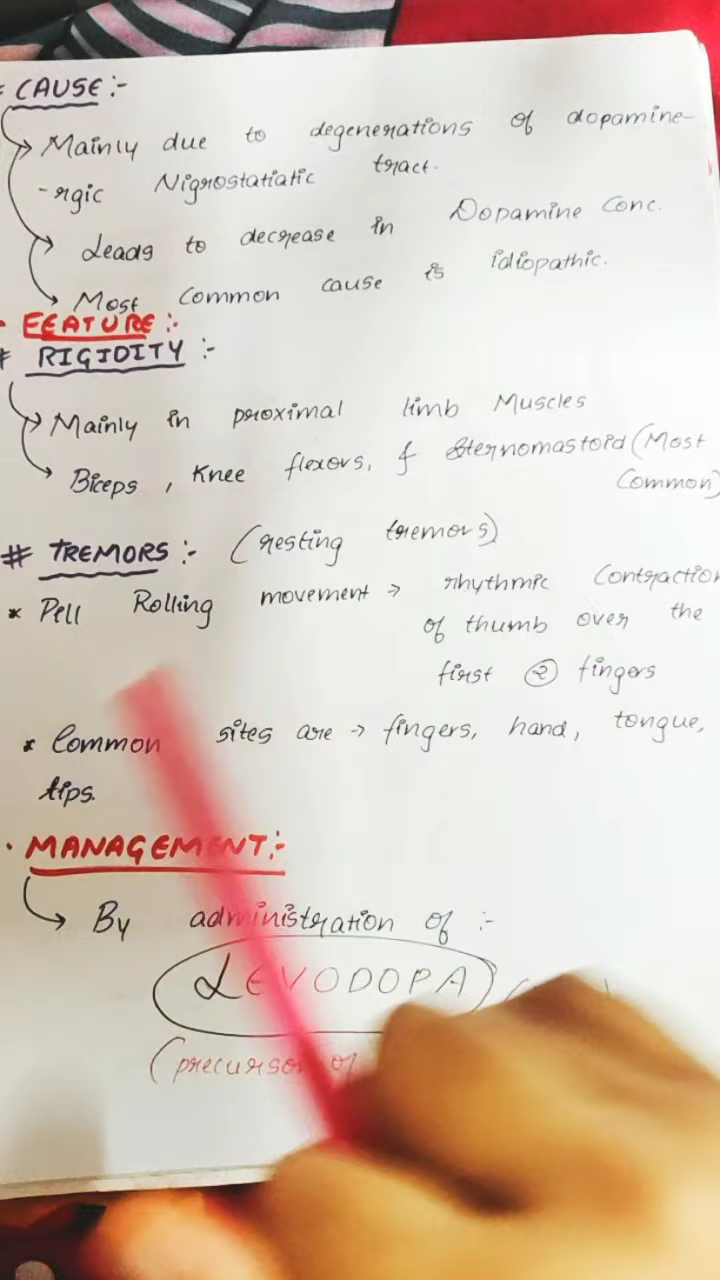 CAUSE :-
Mainly due to degenerations of dopamine-
-rgic Nigrostatiatic tract.
Leads to decrease in Dopamine Conc.
Most Common cause is idiopathic.
• FEATURE :-
# RIGIDITY :-
Mainly in proximal limb Muscles
Biceps, Knee flexors, & Sternomastoid (Most
Common)
# TREMORS :- (resting tremors)
* Pell Rolling movement → rhythmic Contraction
of thumb over the
first ② fingers
* Common sites are → fingers, hand, tongue,
lips.
• MANAGEMENT :-
By administration of :-
LEVODOPA
(precursor of